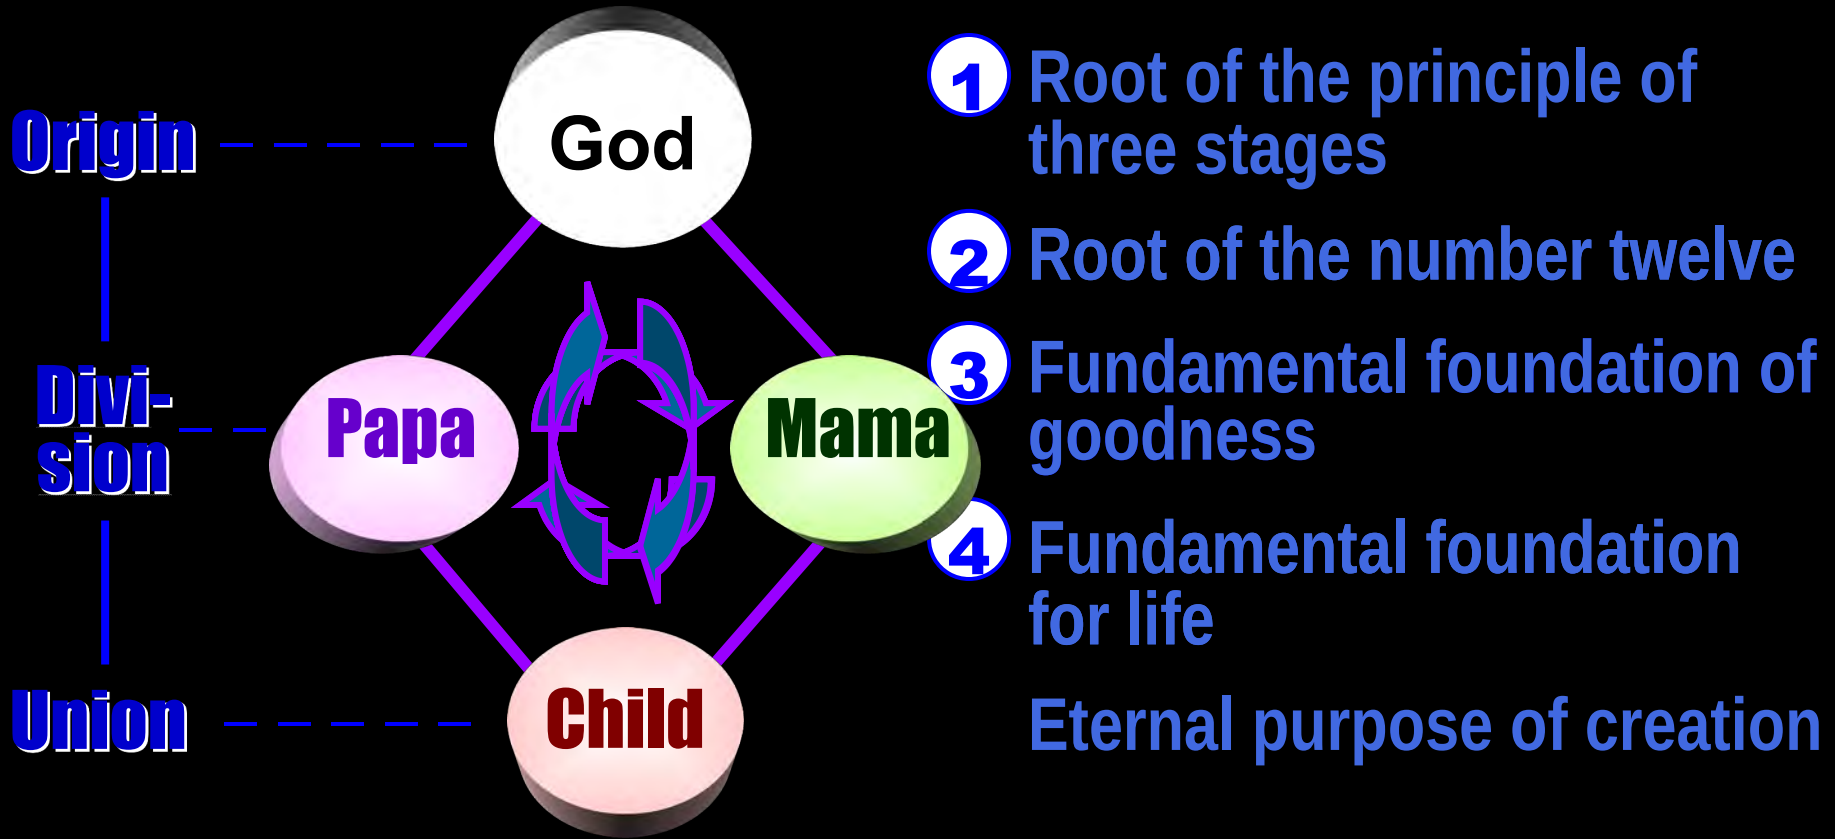 Origin
God
Divi-
sion
Papa
Mama
Union
Child
1 Root of the principle of
three stages
2 Root of the number twelve
3 Fundamental foundation of
goodness
4 Fundamental foundation
for life
Eternal purpose of creation